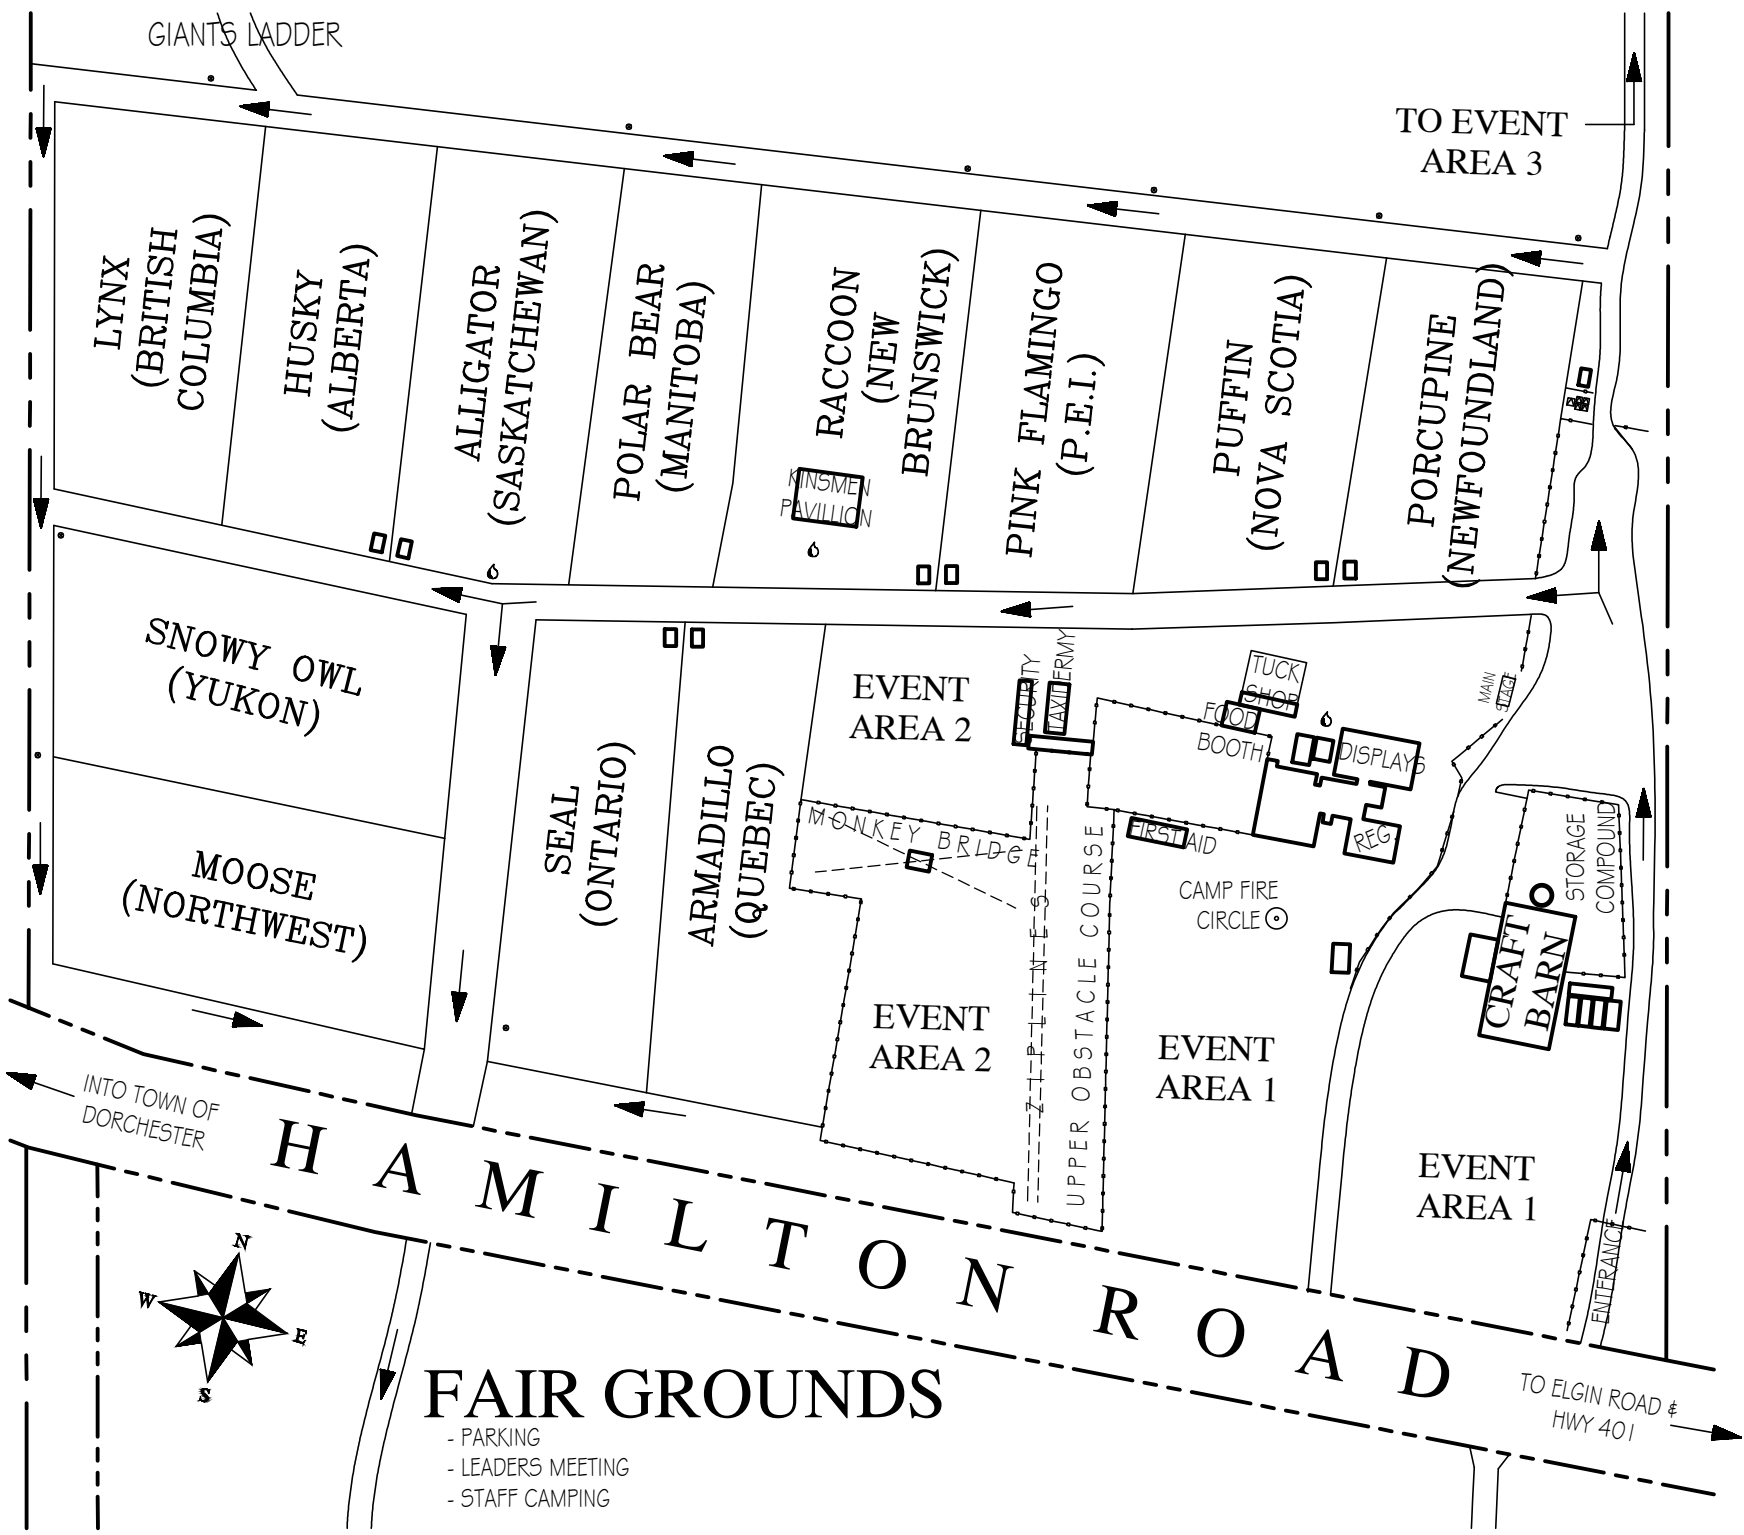 GIANTS LADDER
TO EVENT
AREA 3
LYNX
(BRITISH
COLUMBIA)
HUSKY
(ALBERTA)
ALLIGATOR
(SASKATCHEWAN)
POLAR BEAR
(MANITOBA)
RACCOON
(NEW
BRUNSWICK)
KINSMEN
PAVILLION
PINK FLAMINGO
(P.E.I.)
PUFFIN
(NOVA SCOTIA)
PORCUPINE
(NEWFOUNDLAND)
SNOWY OWL
(YUKON)
MOOSE
(NORTHWEST)
SEAL
(ONTARIO)
ARMADILLO
(QUEBEC)
EVENT
AREA 2
SECURITY
TAXIDERMY
TUCK
SHOP
FOOD
BOOTH
DISPLAYS
MAIN
STAGE
MONKEY BRIDGE
FIRST AID
REG
STORAGE
COMPOUND
CAMP FIRE
CIRCLE
CRAFT
BARN
ZIPLINES
UPPER OBSTACLE COURSE
EVENT
AREA 2
EVENT
AREA 1
EVENT
AREA 1
ENTFRANCE
INTO TOWN OF
DORCHESTER
HAMILTON ROAD
N
W
E
S
FAIR GROUNDS
- PARKING
- LEADERS MEETING
- STAFF CAMPING
TO ELGIN ROAD &
HWY 401